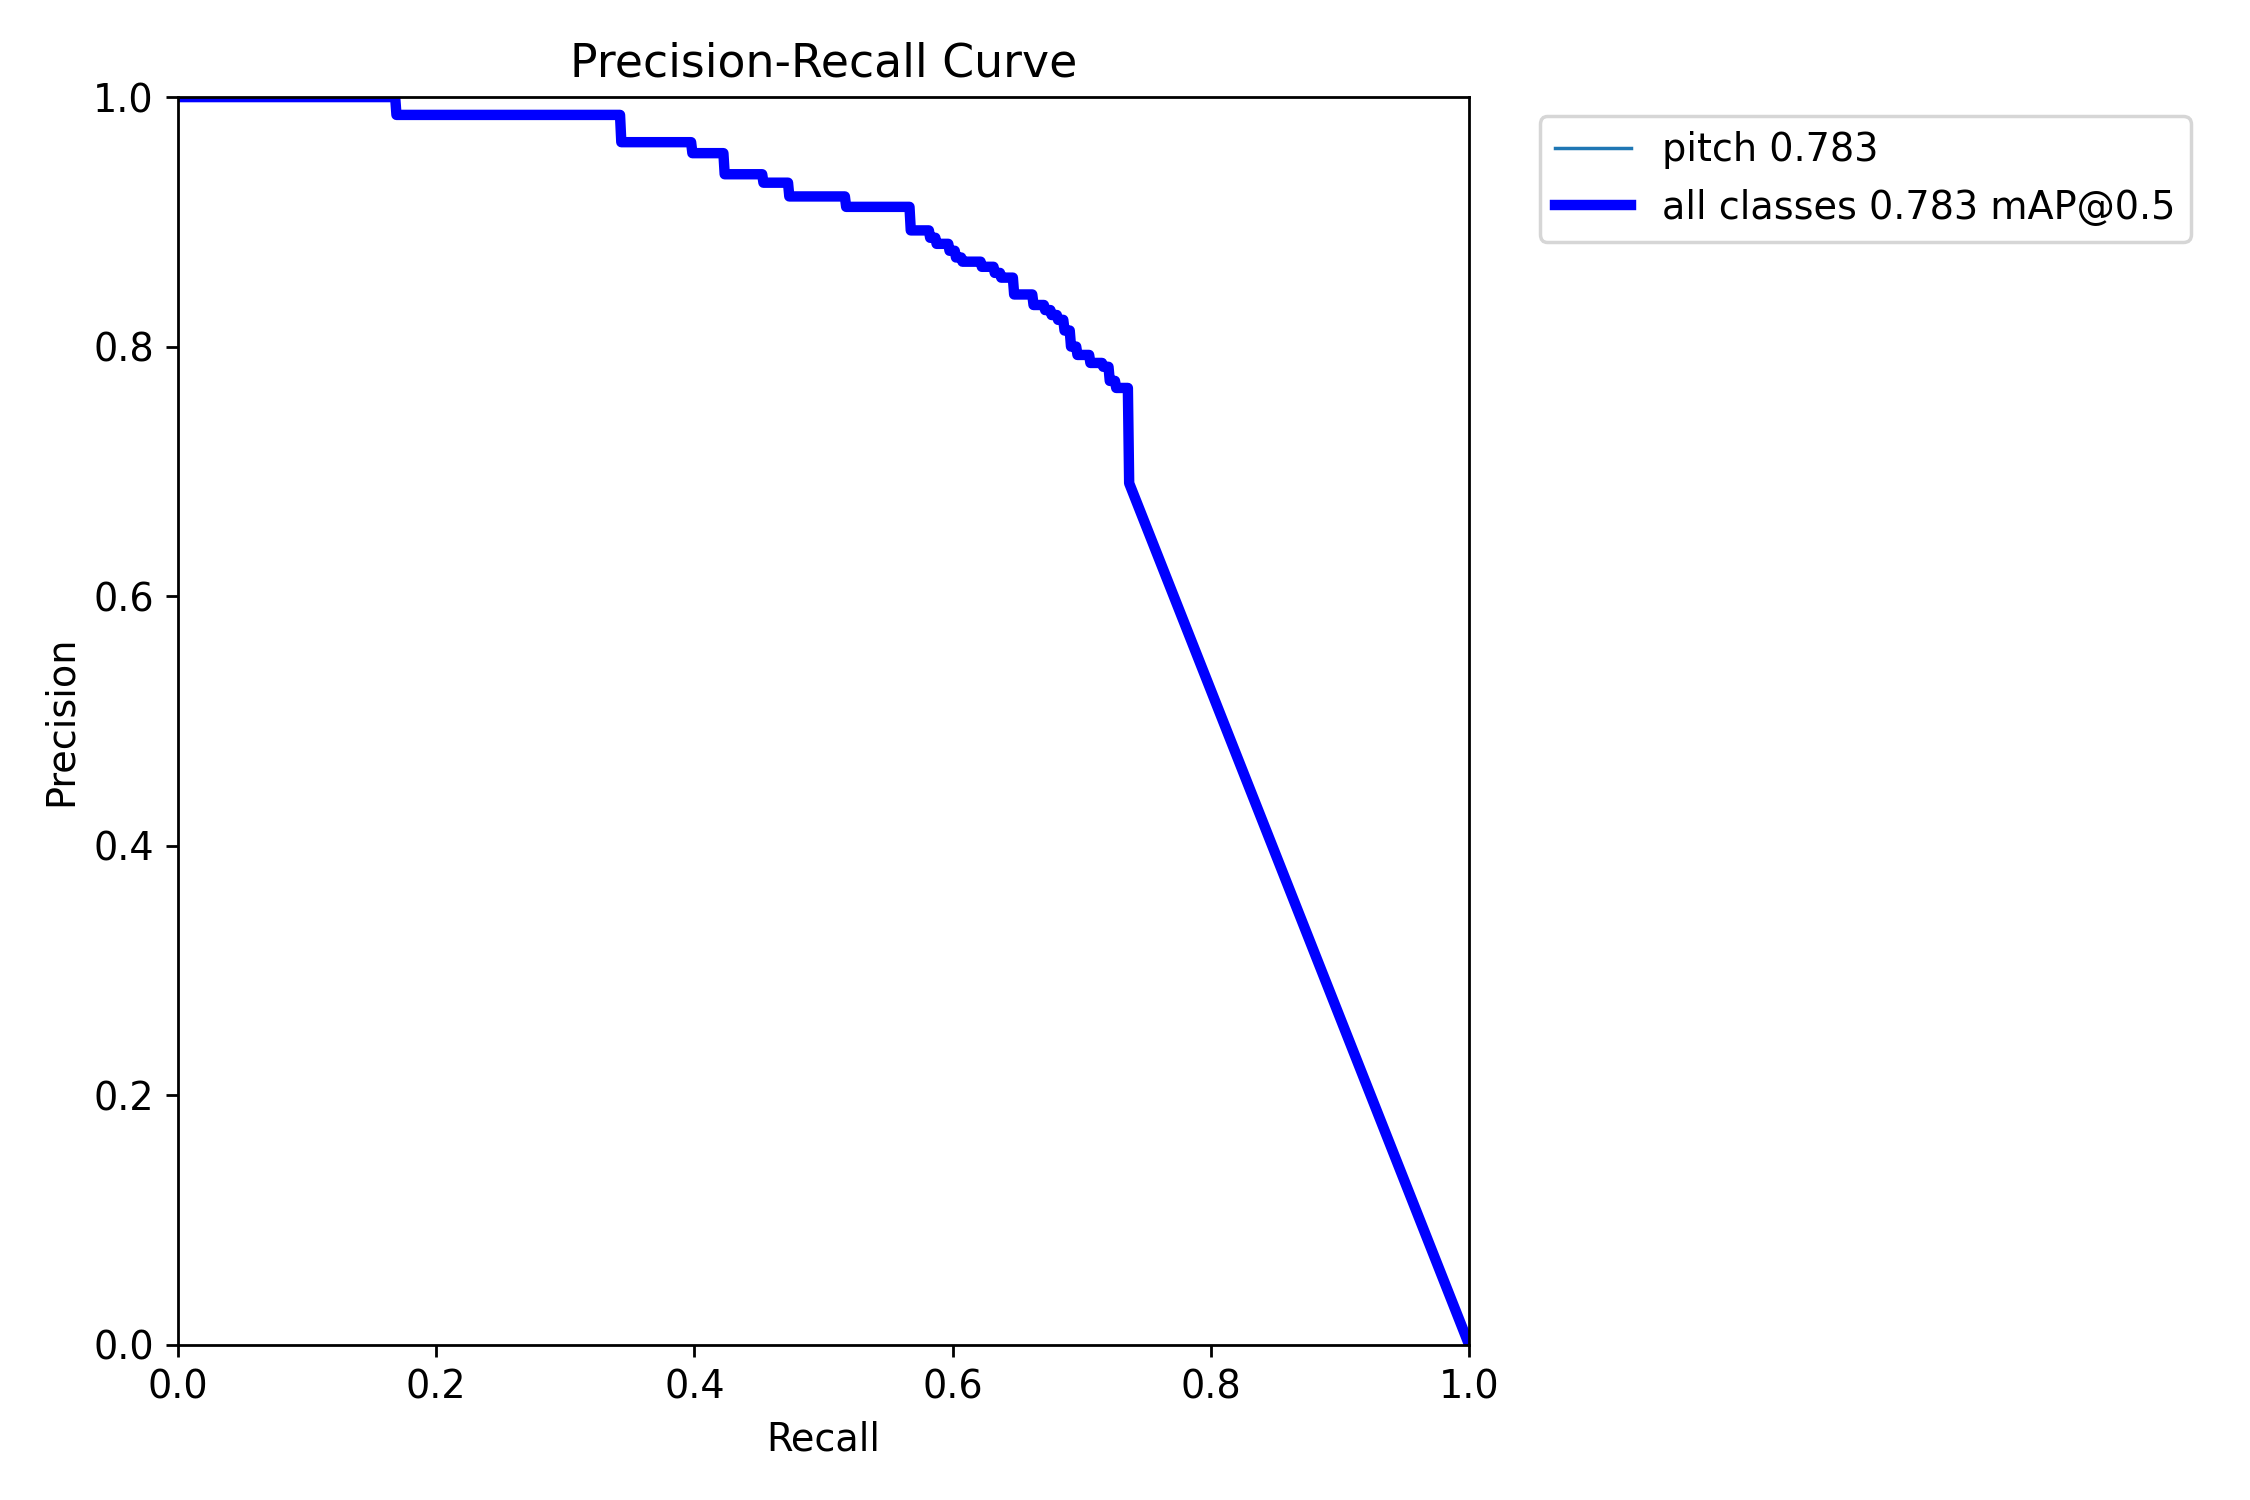 Precision-Recall Curve
1.0
0.8
0.6
0.4
0.2
0.0
Precision
0.0 0.2 0.4 0.6 0.8 1.0
Recall
pitch 0.783
all classes 0.783 mAP@0.5